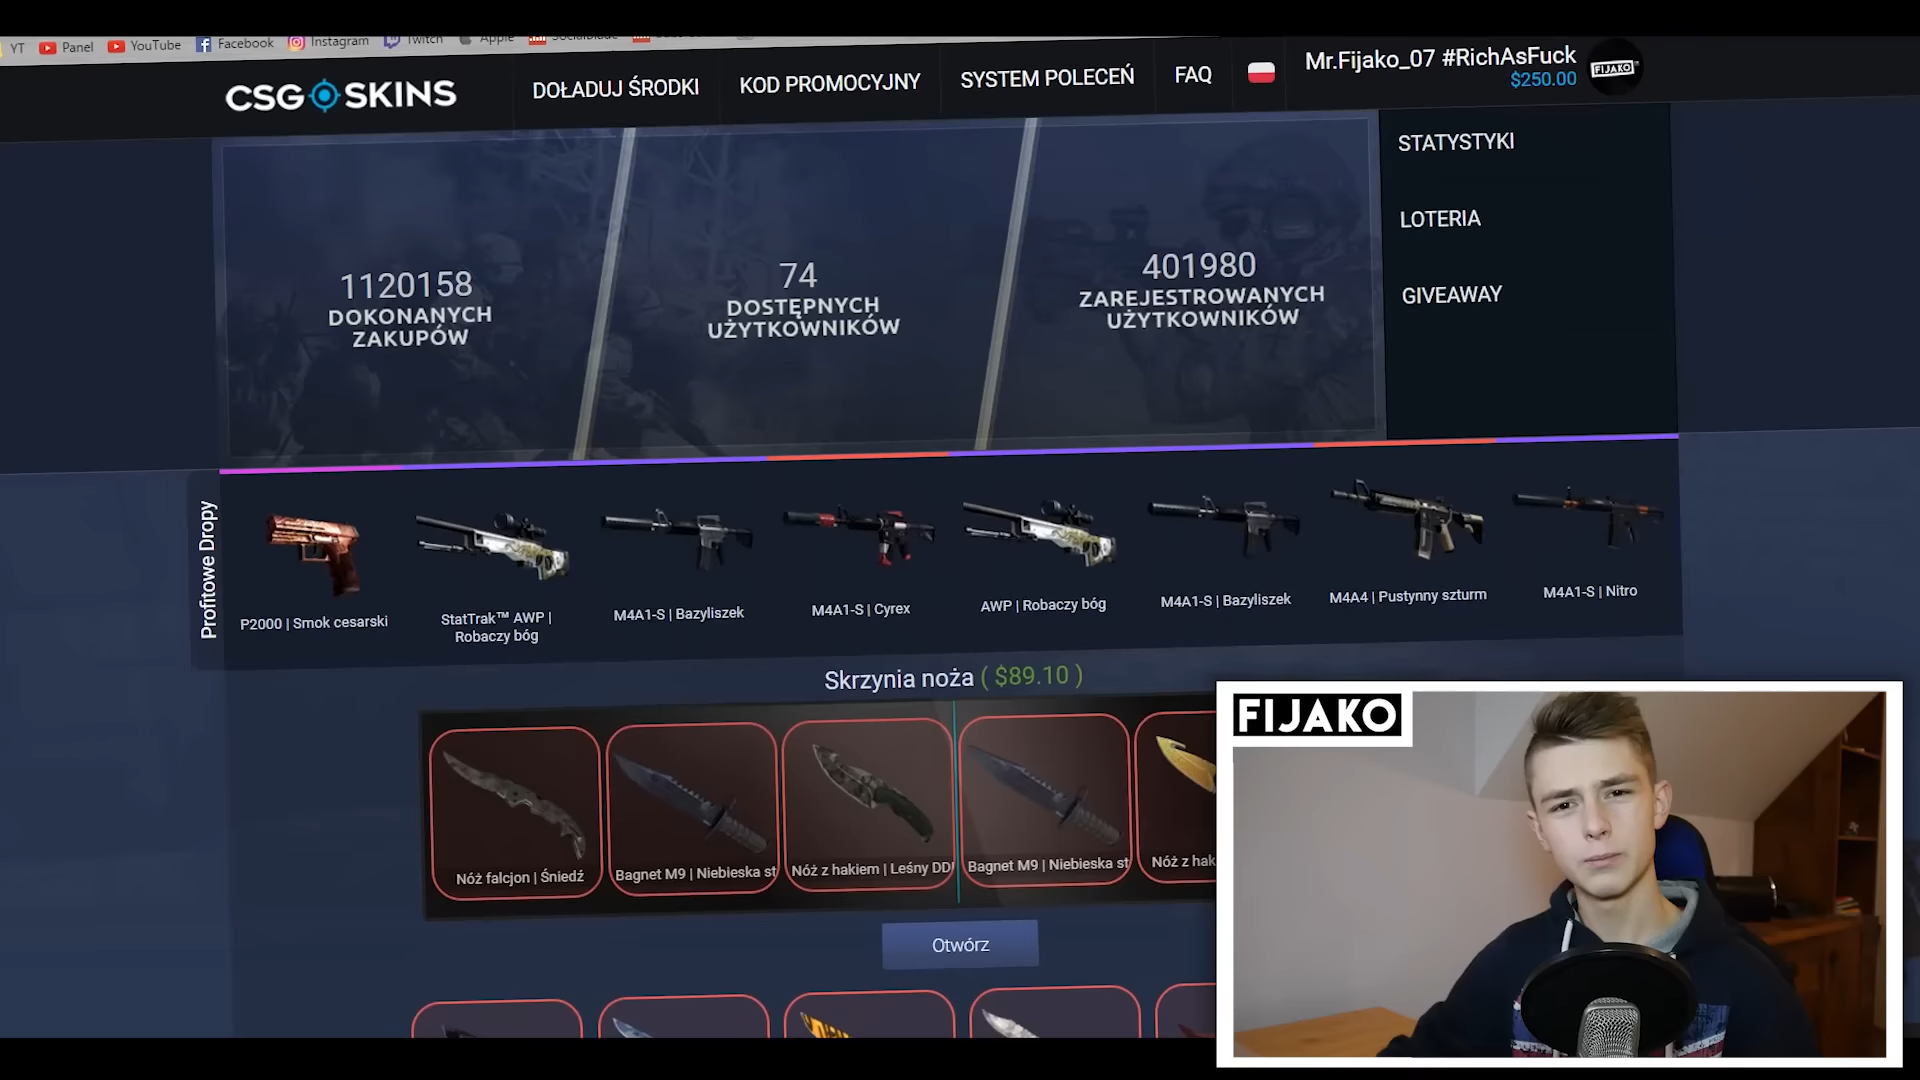 YT
Panel
YouTube
Facebook
Instagram
Twitch
Apple
CSG SKINS
DOŁADUJ ŚRODKI
KOD PROMOCYJNY
SYSTEM POLECEŃ
FAQ
Mr.Fijako_07 #RichAsFuck
$250.00
FIJAKO
STATYSTYKI
LOTERIA
GIVEAWAY
1120158
DOKONANYCH
ZAKUPÓW
74
DOSTĘPNYCH
UŻYTKOWNIKÓW
401980
ZAREJESTROWANYCH
UŻYTKOWNIKÓW
Profitowe Dropy
P2000 | Smok cesarski
StatTrak™ AWP |
Robaczy bóg
M4A1-S | Bazyliszek
M4A1-S | Cyrex
AWP | Robaczy bóg
M4A1-S | Bazyliszek
M4A4 | Pustynny szturm
M4A1-S | Nitro
Skrzynia noża ( $89.10 )
Nóż falcjon | Śniedź
Bagnet M9 | Niebieska st
Nóż z hakiem | Leśny DD
Bagnet M9 | Niebieska st
Nóż z hak
Otwórz
FIJAKO